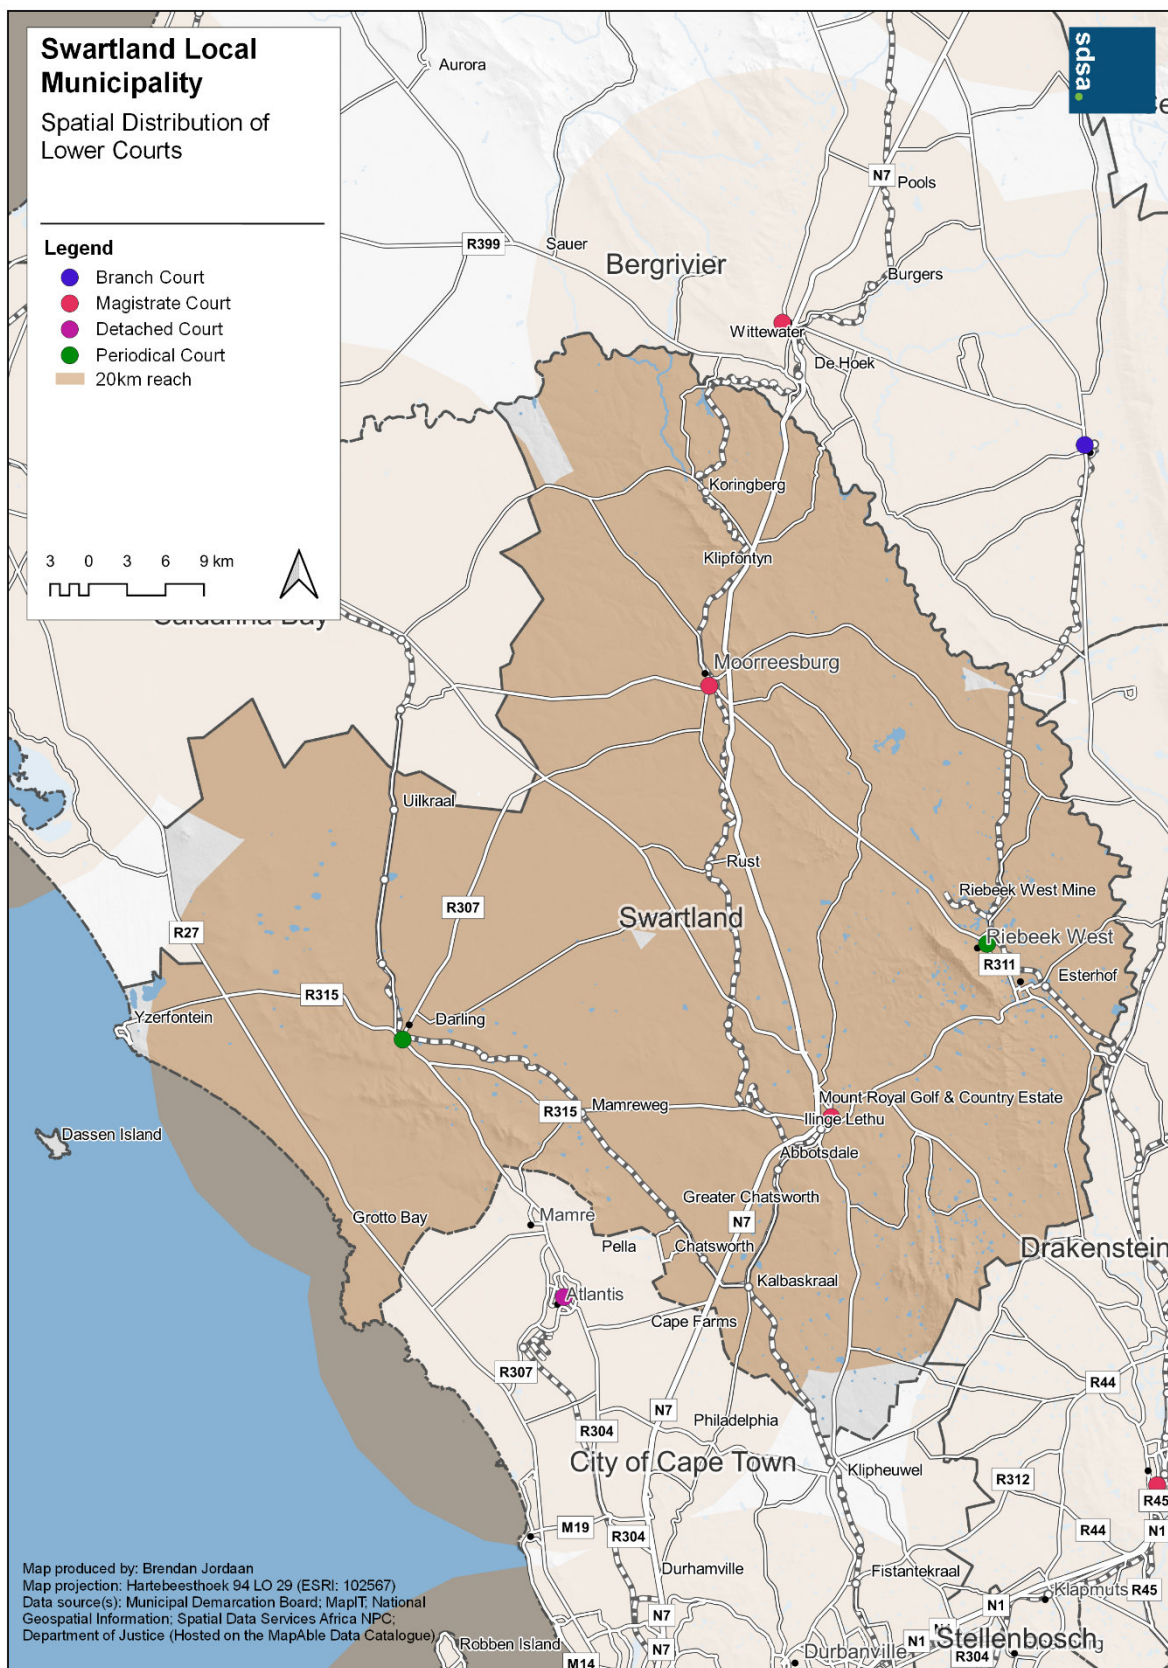 Swartland Local
Municipality
Spatial Distribution of
Lower Courts
Legend
Branch Court
Magistrate Court
Detached Court
Periodical Court
20km reach
3 0 3 6 9 km
sdsa
Aurora
N7
Pools
R399
Sauer
Bergrivier
Burgers
Wittewater
De Hoek
Koringberg
Klipfontyn
Saldanha Bay
Moorreesburg
Uilkraal
Rust
Riebeek West Mine
R307
Swartland
R27
Riebeek West
R311
Esterhof
R315
Yzerfontein
Darling
Mount Royal Golf & Country Estate
R315
Mamreweg
Ilinge Lethu
Dassen Island
Abbotsdale
Greater Chatsworth
Grotto Bay
Mamre
N7
Pella
Chatsworth
Drakenstein
Kalbaskraal
Atlantis
Cape Farms
R307
R44
N7
Philadelphia
R304
City of Cape Town
Klipheuwel
R312
R45
M19
R304
R44
N1
Durhamville
Fistantekraal
Klapmuts
R45
N7
N1
N1
Stellenbosch
Robben Island
N7
Durbanville
R304
M14
Map produced by: Brendan Jordaan
Map projection: Hartebeesthoek 94 LO 29 (ESRI: 102567)
Data source(s): Municipal Demarcation Board; MapIT; National
Geospatial Information; Spatial Data Services Africa NPC;
Department of Justice (Hosted on the MapAble Data Catalogue)